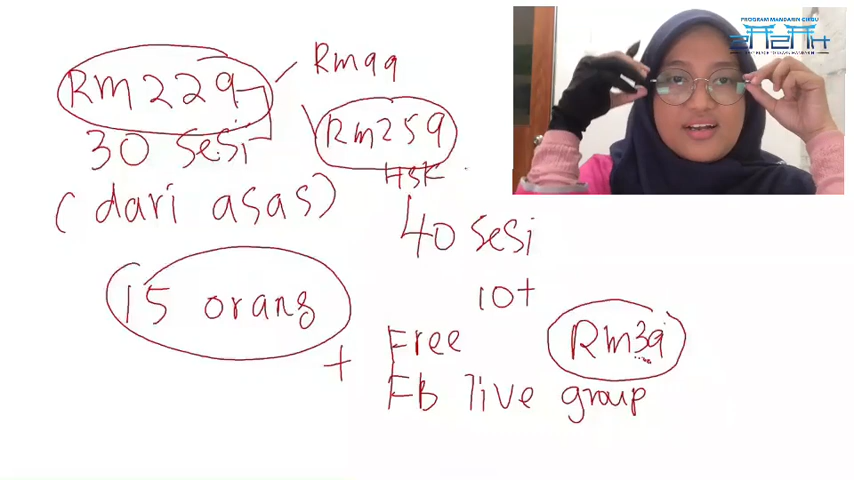 PROGRAM MANDARIN CIKGU
Rm229
Rm99
30 sesi
Rm259
HSK
(dari asas)
40 sesi
15 orang
10+
+
Free
Rm39
FB live group